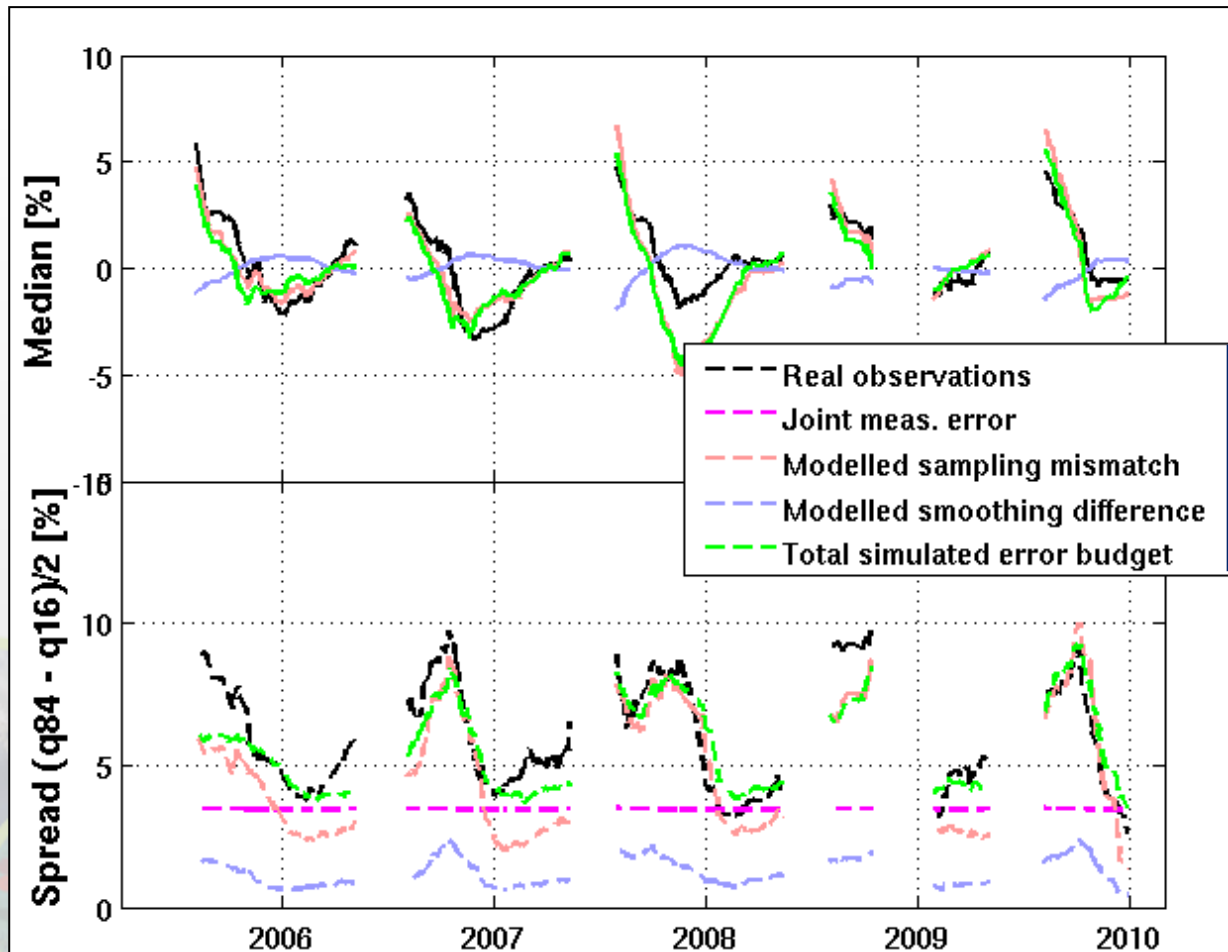 10
5
0
-5
-10
Median [%]
Real observations
Joint meas. error
Modelled sampling mismatch
Modelled smoothing difference
Total simulated error budget
15
10
5
0
Spread ((q84 - q16)/2 [%]
2006
2007
2008
2009
2010